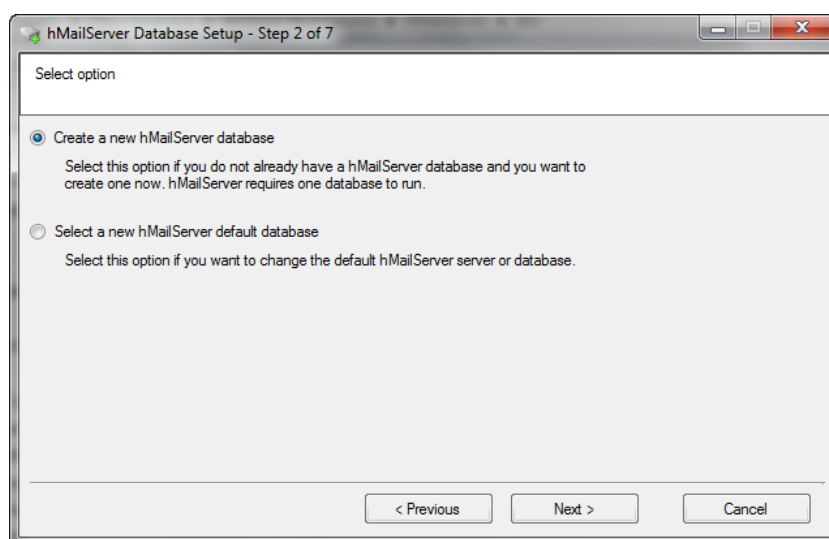 hMailServer Database Setup - Step 2 of 7
Select option
Create a new hMailServer database
Select this option if you do not already have a hMailServer database and you want to
create one now. hMailServer requires one database to run.
Select a new hMailServer default database
Select this option if you want to change the default hMailServer server or database.
< Previous
Next >
Cancel